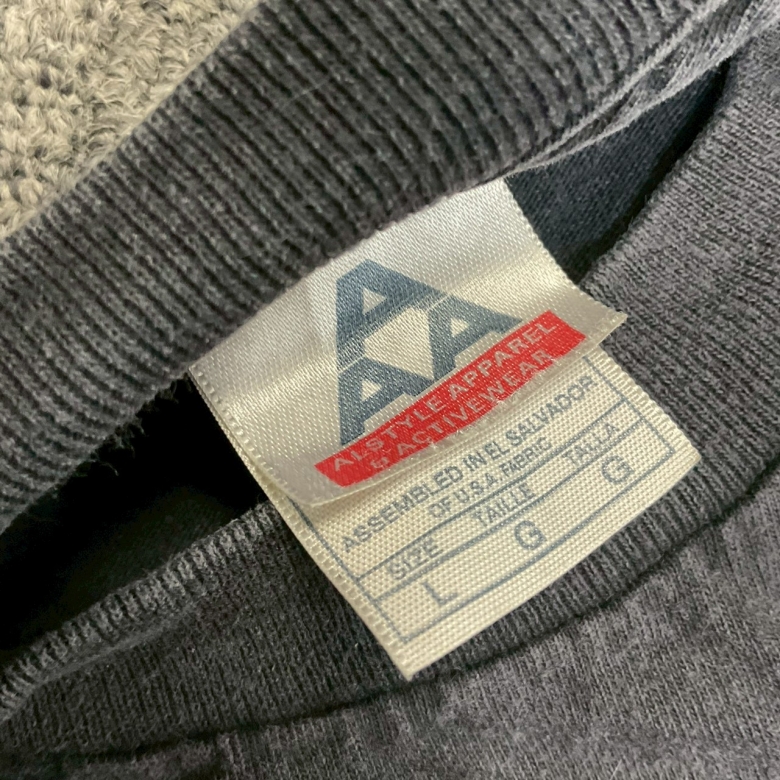 AAA
ALSTYLE APPAREL
& ACTIVEWEAR
ASSEMBLED IN EL SALVADOR
OF U.S.A. FABRIC
SIZE TAILLE TALLA
L G G